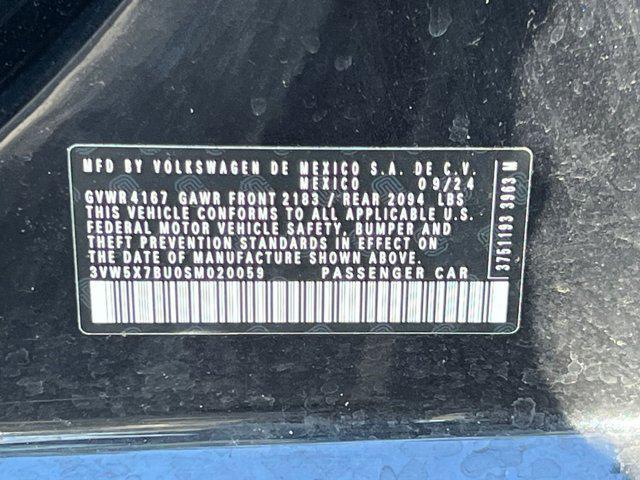 MFD BY VOLKSWAGEN DE MEXICO S.A. DE C.V.
MEXICO 09/24
GVWR 4167 GAWR FRONT 2183 / REAR 2094 LBS
THIS VEHICLE CONFORMS TO ALL APPLICABLE U.S.
FEDERAL MOTOR VEHICLE SAFETY, BUMPER AND
THEFT PREVENTION STANDARDS IN EFFECT ON
THE DATE OF MANUFACTURE SHOWN ABOVE.
3VW5X7BU0SM020059 PASSENGER CAR
3751193 9963 M